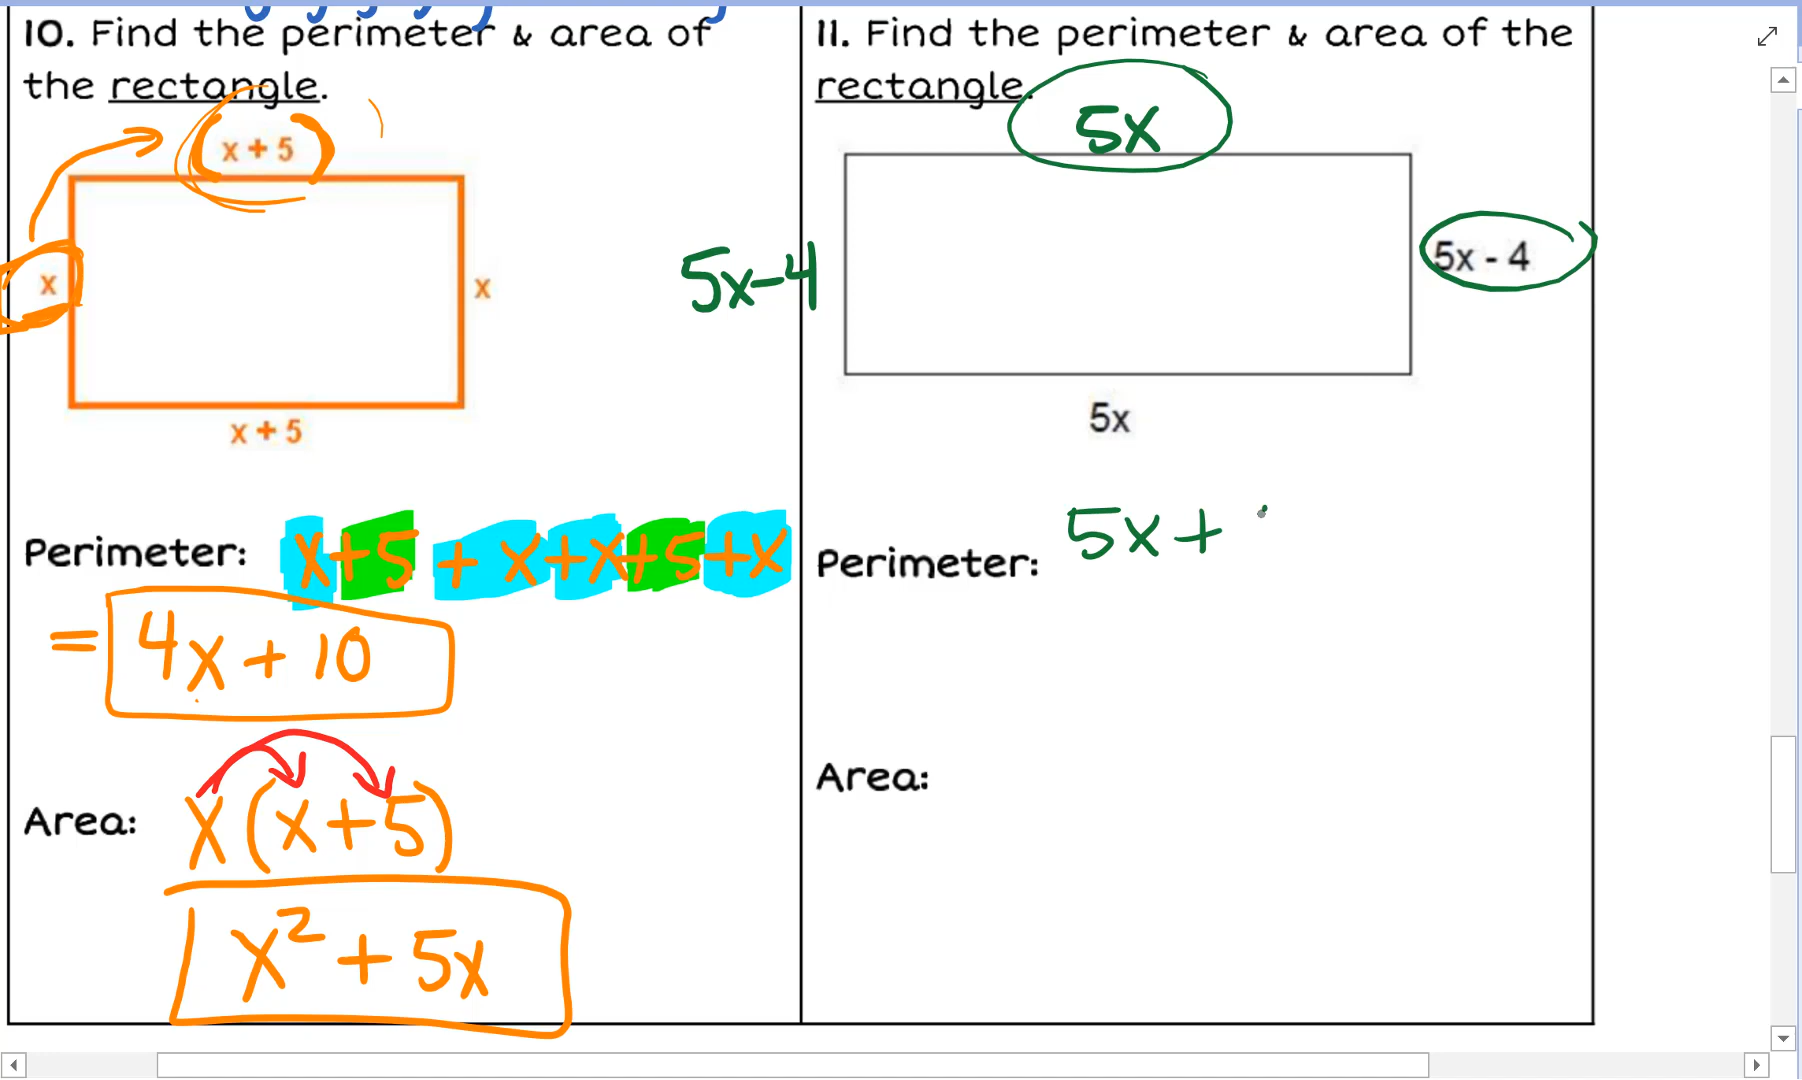 10. Find the perimeter & area of
the rectangle.
x + 5
x
x
x + 5
Perimeter: x+5 + x+x+5+x
= 4x + 10
Area: x(x+5)
x² + 5x
11. Find the perimeter & area of the
rectangle.
5x
5x-4
5x - 4
5x
Perimeter: 5x+
Area: